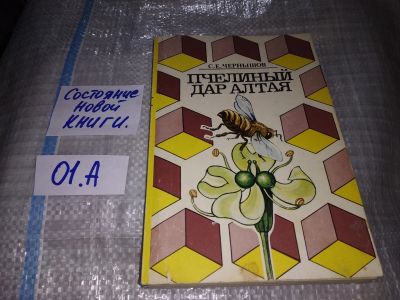 Состояние
Новой
Книги.
01.А
С.Е. ЧЕРНЫШОВ
ПЧЕЛИНЫЙ
ДАР АЛТАЯ